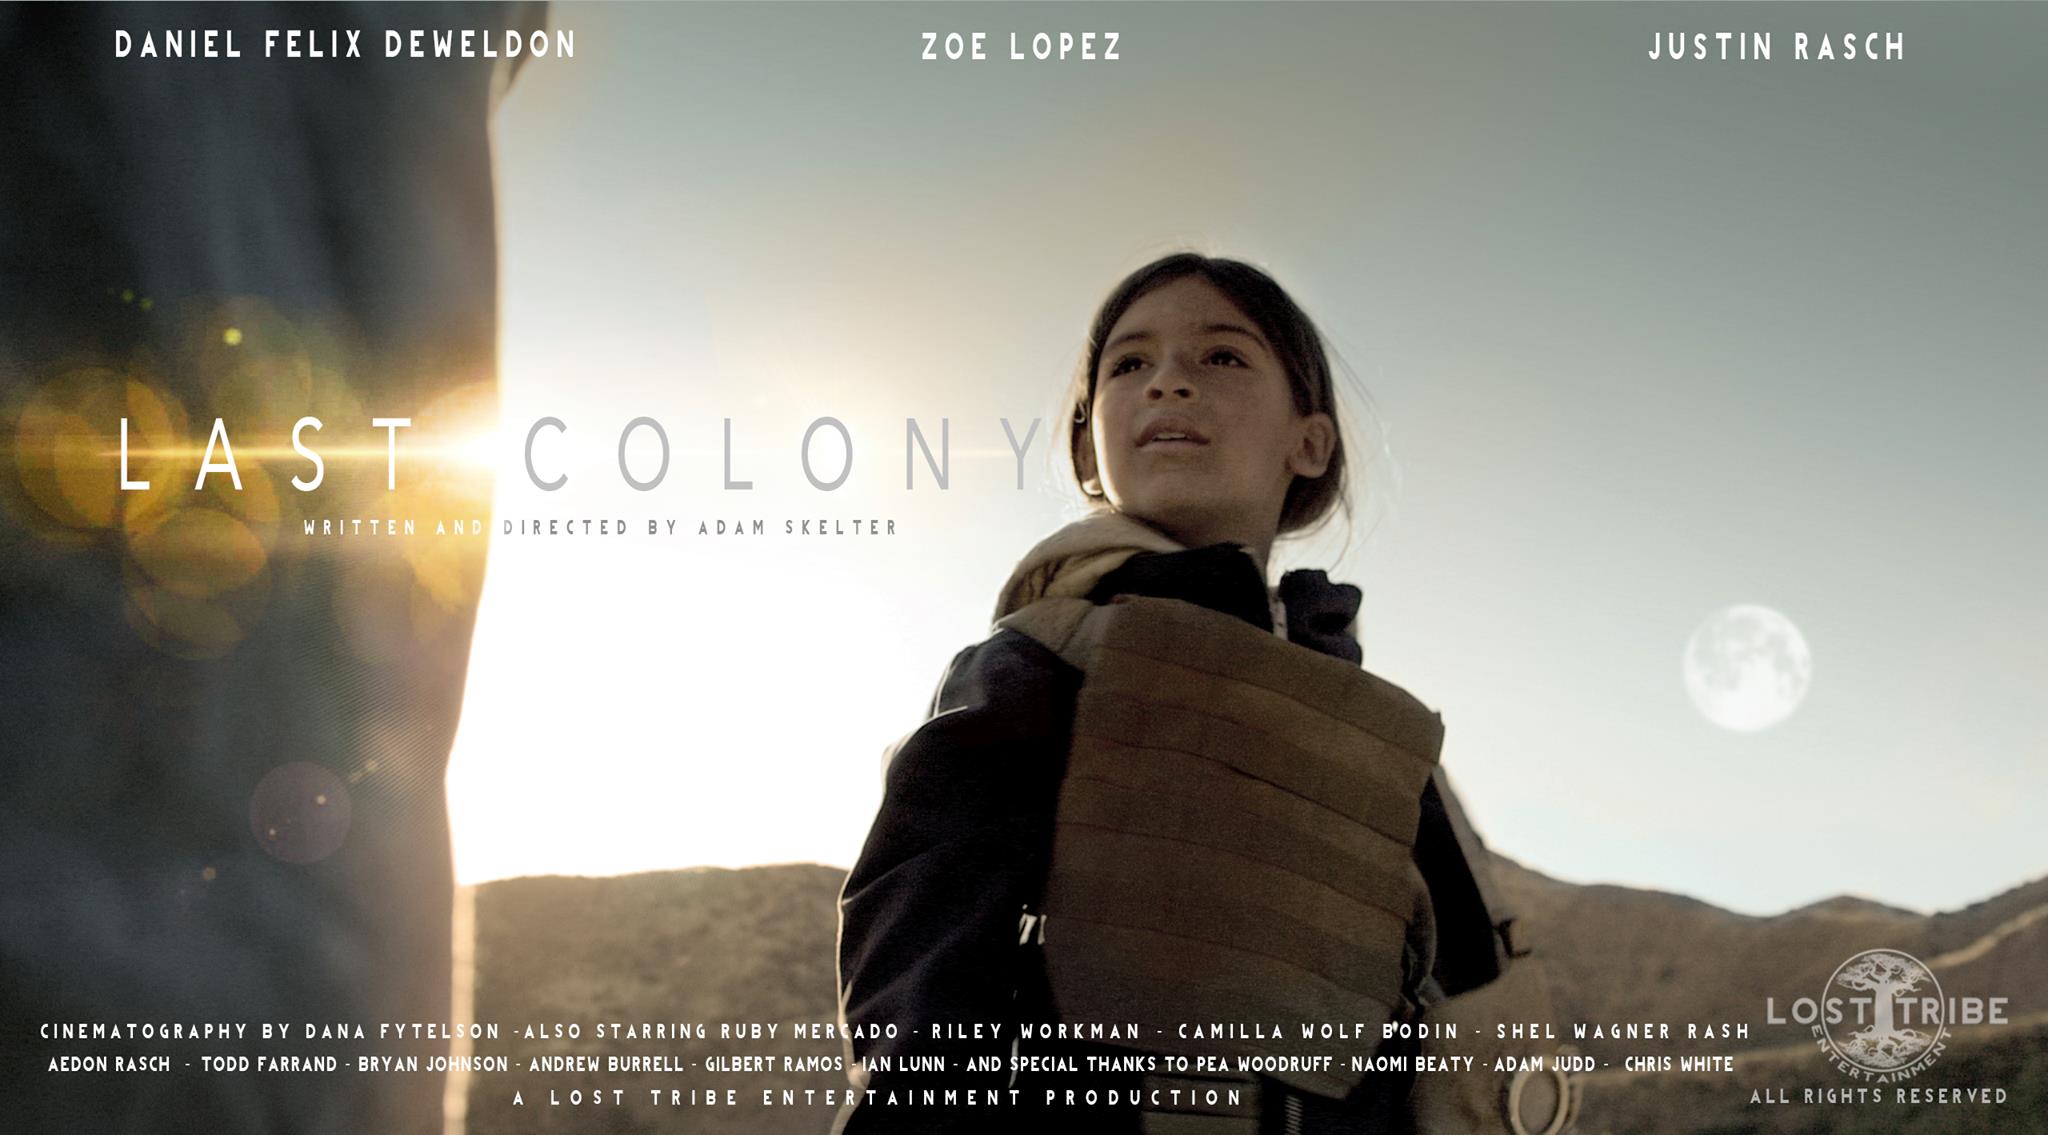 DANIEL FELIX DEWELDON
ZOE LOPEZ
JUSTIN RASCH
LAST COLONY
WRITTEN AND DIRECTED BY ADAM SKELTER
CINEMATOGRAPHY BY DANA FYTELSON -ALSO STARRING RUBY MERCADO - RILEY WORKMAN - CAMILLA WOLF BODIN - SHEL WAGNER RASH
AEDON RASCH - TODD FARRAND - BRYAN JOHNSON - ANDREW BURRELL - GILBERT RAMOS - IAN LUNN - AND SPECIAL THANKS TO PEA WOODRUFF - NAOMI BEATY - ADAM JUDD - CHRIS WHITE
A LOST TRIBE ENTERTAINMENT PRODUCTION
LOST TRIBE
ENTERTAINMENT
ALL RIGHTS RESERVED